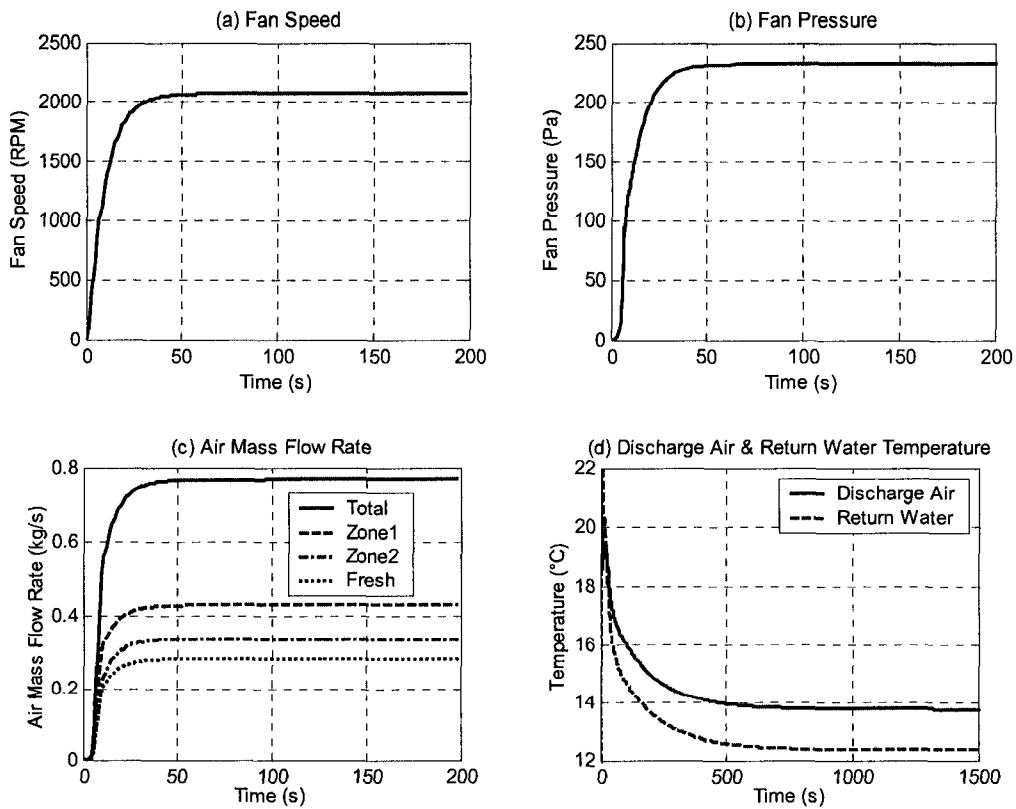 (a) Fan Speed
2500
2000
1500
1000
500
0
Fan Speed (RPM)
0 50 100 150 200
Time (s)
(b) Fan Pressure
250
200
150
100
50
0
Fan Pressure (Pa)
0 50 100 150 200
Time (s)
(c) Air Mass Flow Rate
0.8
0.6
0.4
0.2
0
Air Mass Flow Rate (kg/s)
Total
Zone1
Zone2
Fresh
0 50 100 150 200
Time (s)
(d) Discharge Air & Return Water Temperature
22
20
18
16
14
12
Temperature (°C)
Discharge Air
Return Water
0 500 1000 1500
Time (s)